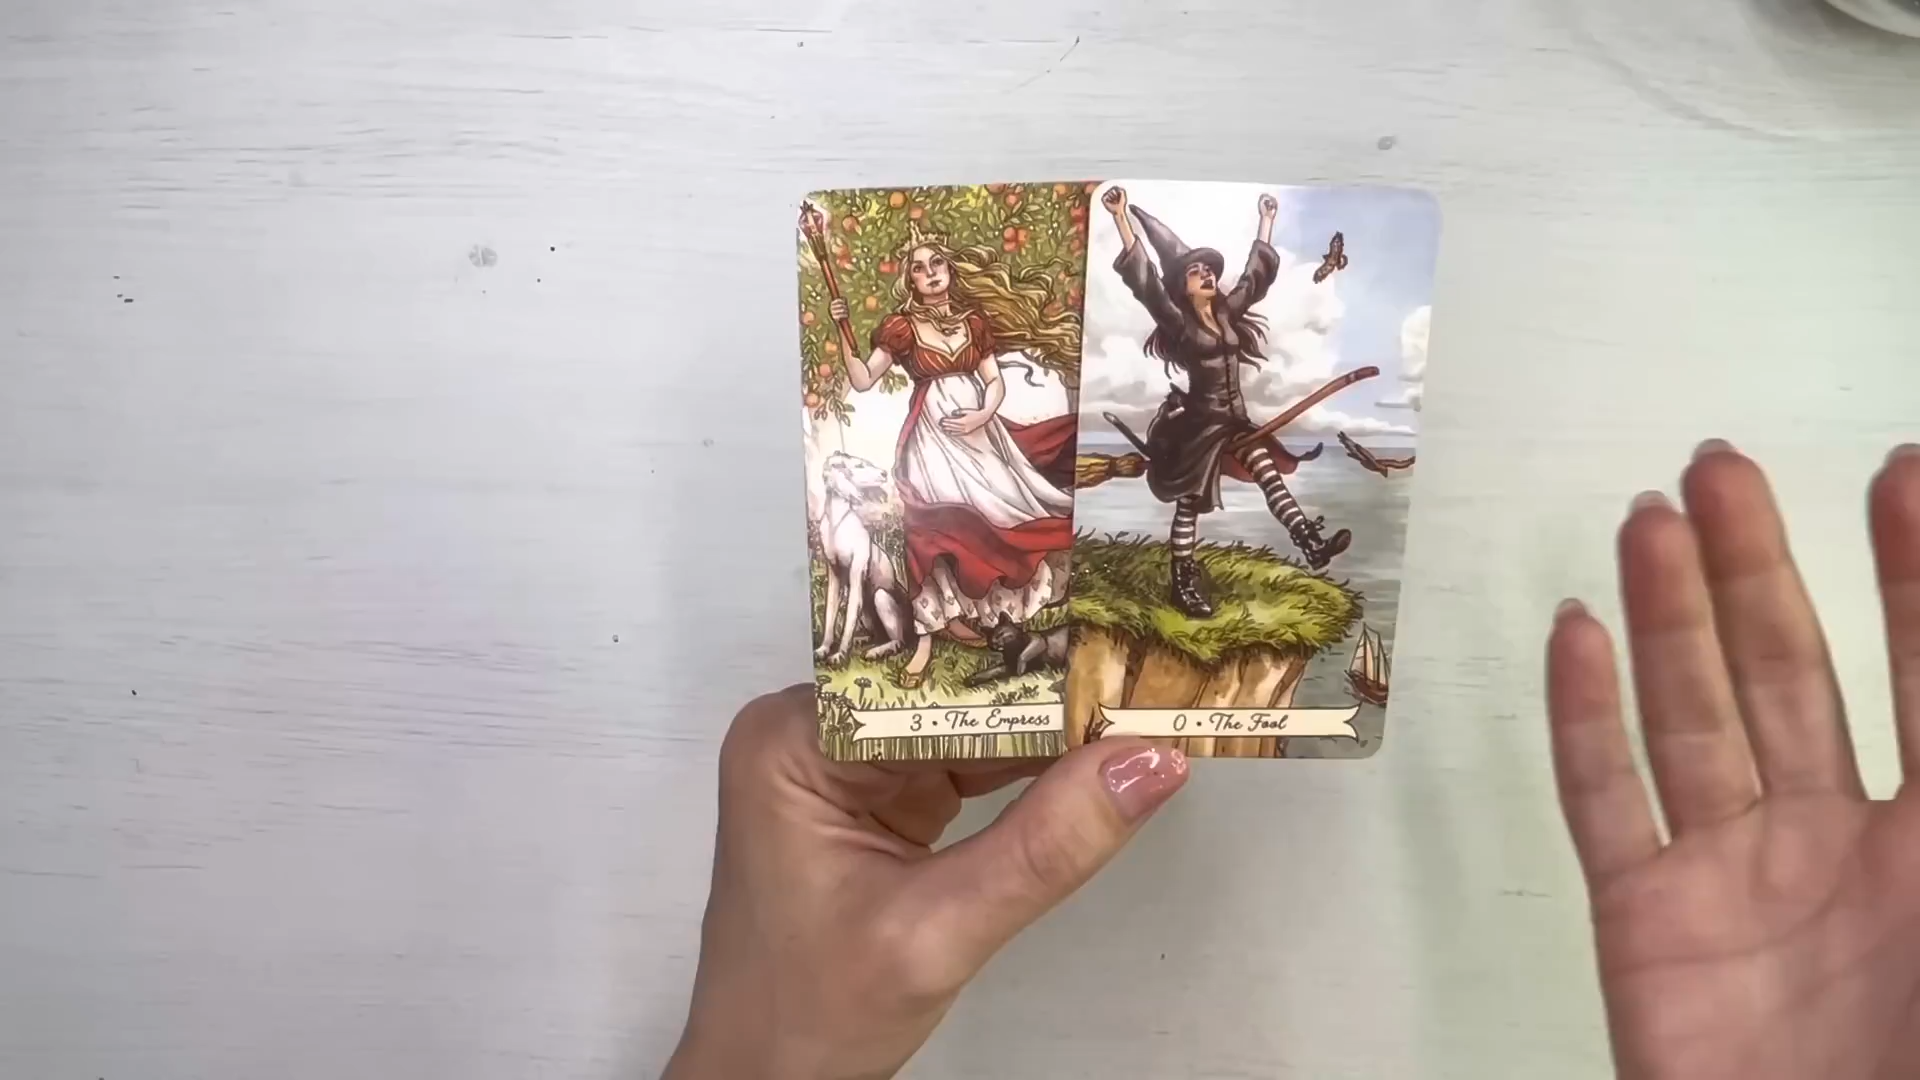 3 • The Empress
0 • The Fool